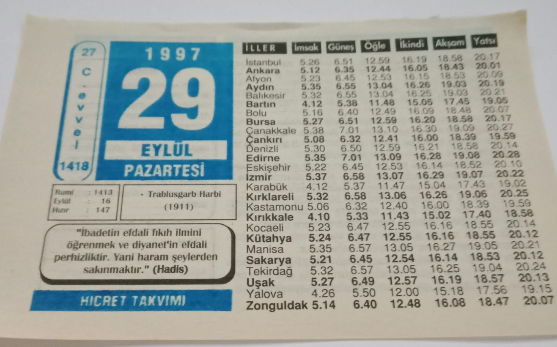 27
C.evvel
1418
1997
29
EYLÜL
PAZARTESİ
Rumi : 1413
Eylül : 16
Hızır : 147
• Trablusgarb Harbi
(1911)
"İbadetin efdali fıkıh ilmini
öğrenmek ve diyanet'in efdali
perhizliktir. Yani haram şeylerden
sakınmaktır." (Hadis)
HİCRET TAKVİMİ
İLLER İmsak Güneş Öğle İkindi Akşam Yatsı
İstanbul 5.26 6.51 12.59 16.19 18.58 20.17
Ankara 5.12 6.35 12.44 16.05 16.43 20.01
Afyon 5.23 6.45 12.53 16.15 18.53 20.09
Aydın 5.35 6.55 13.04 16.26 19.03 20.19
Balıkesir 5.32 6.55 13.04 16.25 19.03 20.21
Bartın 4.12 5.38 11.48 15.05 17.45 19.05
Bolu 5.16 6.40 12.49 16.09 18.48 20.07
Bursa 5.27 6.51 12.59 16.20 18.58 20.17
Çanakkale 5.38 7.01 13.10 16.30 19.09 20.27
Çankırı 5.08 6.32 12.41 16.00 18.39 19.59
Denizli 5.30 6.50 12.59 16.21 18.58 20.14
Edirne 5.35 7.01 13.09 16.28 19.08 20.28
Eskişehir 5.22 6.45 12.53 16.14 18.52 20.10
İzmir 5.37 6.58 13.07 16.29 19.07 20.22
Karabük 4.12 5.37 11.47 15.04 17.43 19.02
Kırklareli 5.32 6.58 13.06 16.26 19.06 20.25
Kastamonu 5.06 6.32 12.40 16.00 18.39 19.59
Kırıkkale 4.10 5.33 11.43 15.02 17.40 18.58
Kocaeli 5.23 6.47 12.55 16.16 18.55 20.14
Kütahya 5.24 6.47 12.55 16.16 18.55 20.12
Manisa 5.35 6.57 13.05 16.27 19.05 20.21
Sakarya 5.21 6.45 12.54 16.14 18.53 20.12
Tekirdağ 5.32 6.57 13.05 16.25 19.04 20.24
Uşak 5.27 6.49 12.57 16.19 18.57 20.13
Yalova 4.26 5.50 12.00 15.18 17.56 19.15
Zonguldak 5.14 6.40 12.48 16.08 18.47 20.07